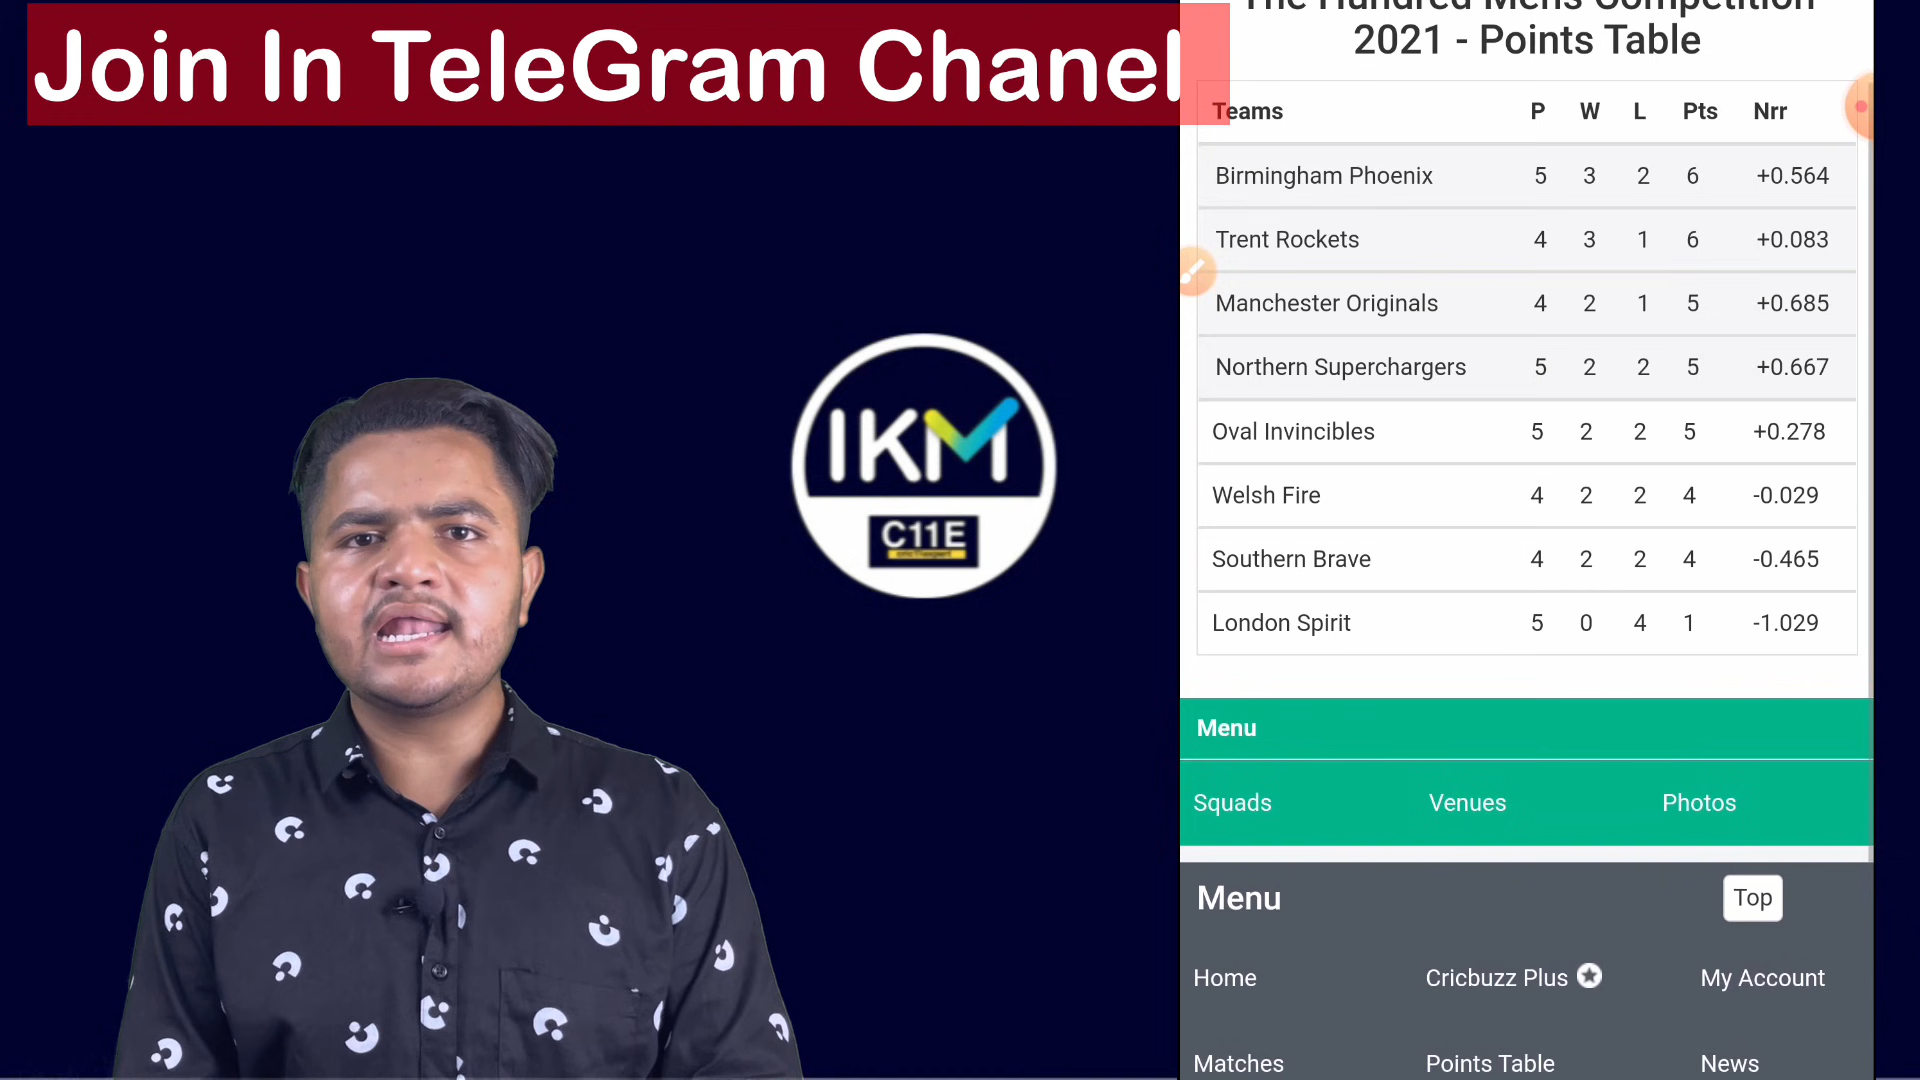 Join In TeleGram Chanel
IKM
C11E
2021 - Points Table
Teams P W L Pts Nrr
Birmingham Phoenix 5 3 2 6 +0.564
Trent Rockets 4 3 1 6 +0.083
Manchester Originals 4 2 1 5 +0.685
Northern Superchargers 5 2 2 5 +0.667
Oval Invincibles 5 2 2 5 +0.278
Welsh Fire 4 2 2 4 -0.029
Southern Brave 4 2 2 4 -0.465
London Spirit 5 0 4 1 -1.029
Menu
Squads Venues Photos
Menu Top
Home Cricbuzz Plus My Account
Matches Points Table News